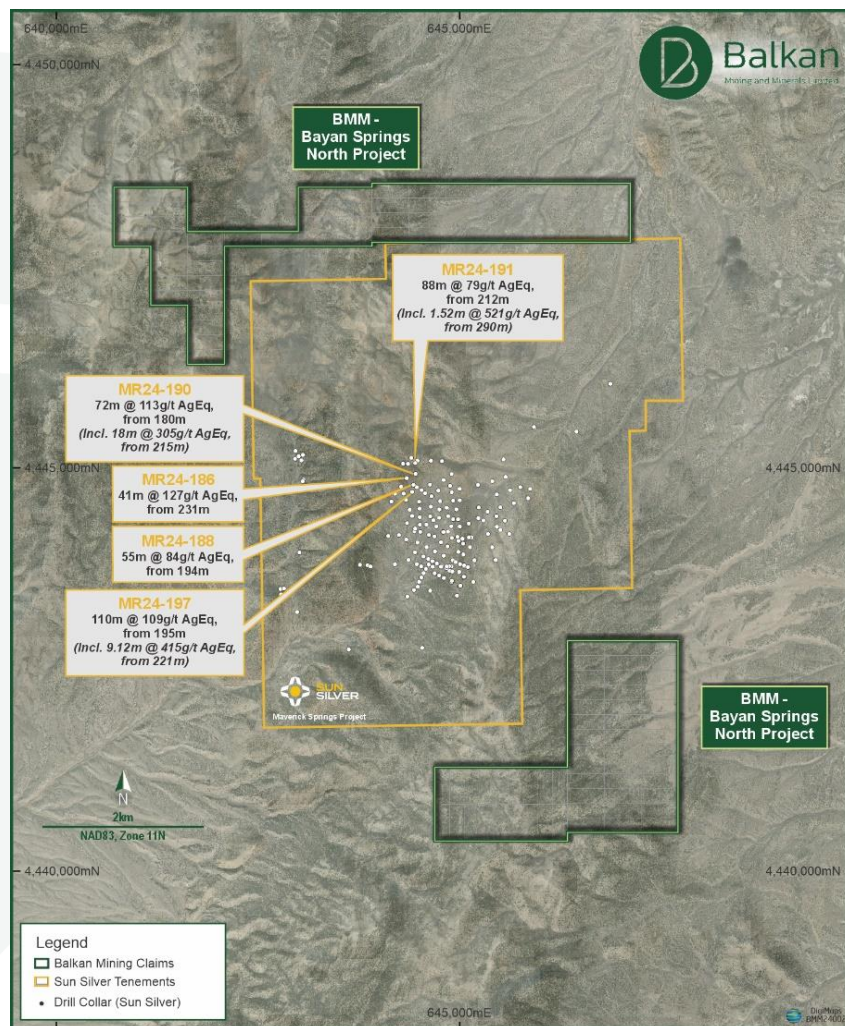 640,000mE
645,000mE
4,450,000mN
Balkan
Mining and Minerals Limited
BMM -
Bayan Springs
North Project
MR24-191
88m @ 79g/t AgEq,
from 212m
(Incl. 1.52m @ 521g/t AgEq,
from 290m)
MR24-190
72m @ 113g/t AgEq,
from 180m
(Incl. 18m @ 305g/t AgEq,
from 215m)
4,445,000mN
4,445,000mN
MR24-186
41m @ 127g/t AgEq,
from 231m
MR24-188
55m @ 84g/t AgEq,
from 194m
MR24-197
110m @ 109g/t AgEq,
from 195m
(Incl. 9.12m @ 415g/t AgEq,
from 221m)
SUN
SILVER
Maverick Springs Project
BMM -
Bayan Springs
North Project
N
2km
NAD83, Zone 11N
4,440,000mN
4,440,000mN
Legend
Balkan Mining Claims
Sun Silver Tenements
Drill Collar (Sun Silver)
645,000mE
DigiMaps